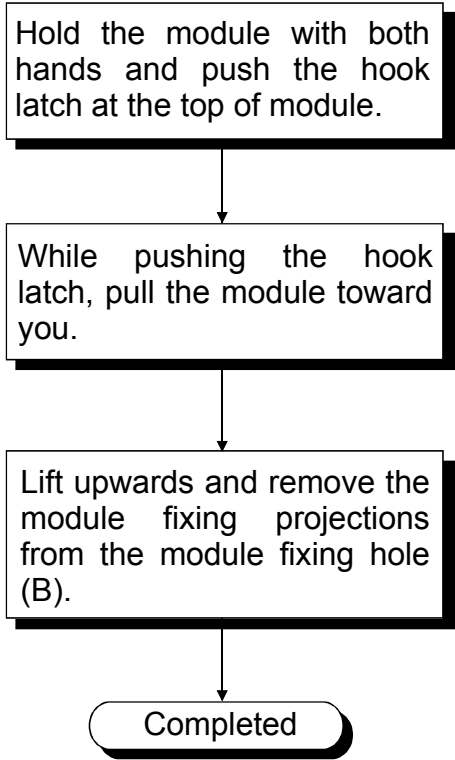 Hold the module with both
hands and push the hook
latch at the top of module.
While pushing the hook
latch, pull the module toward
you.
Lift upwards and remove the
module fixing projections
from the module fixing hole
(B).
Completed